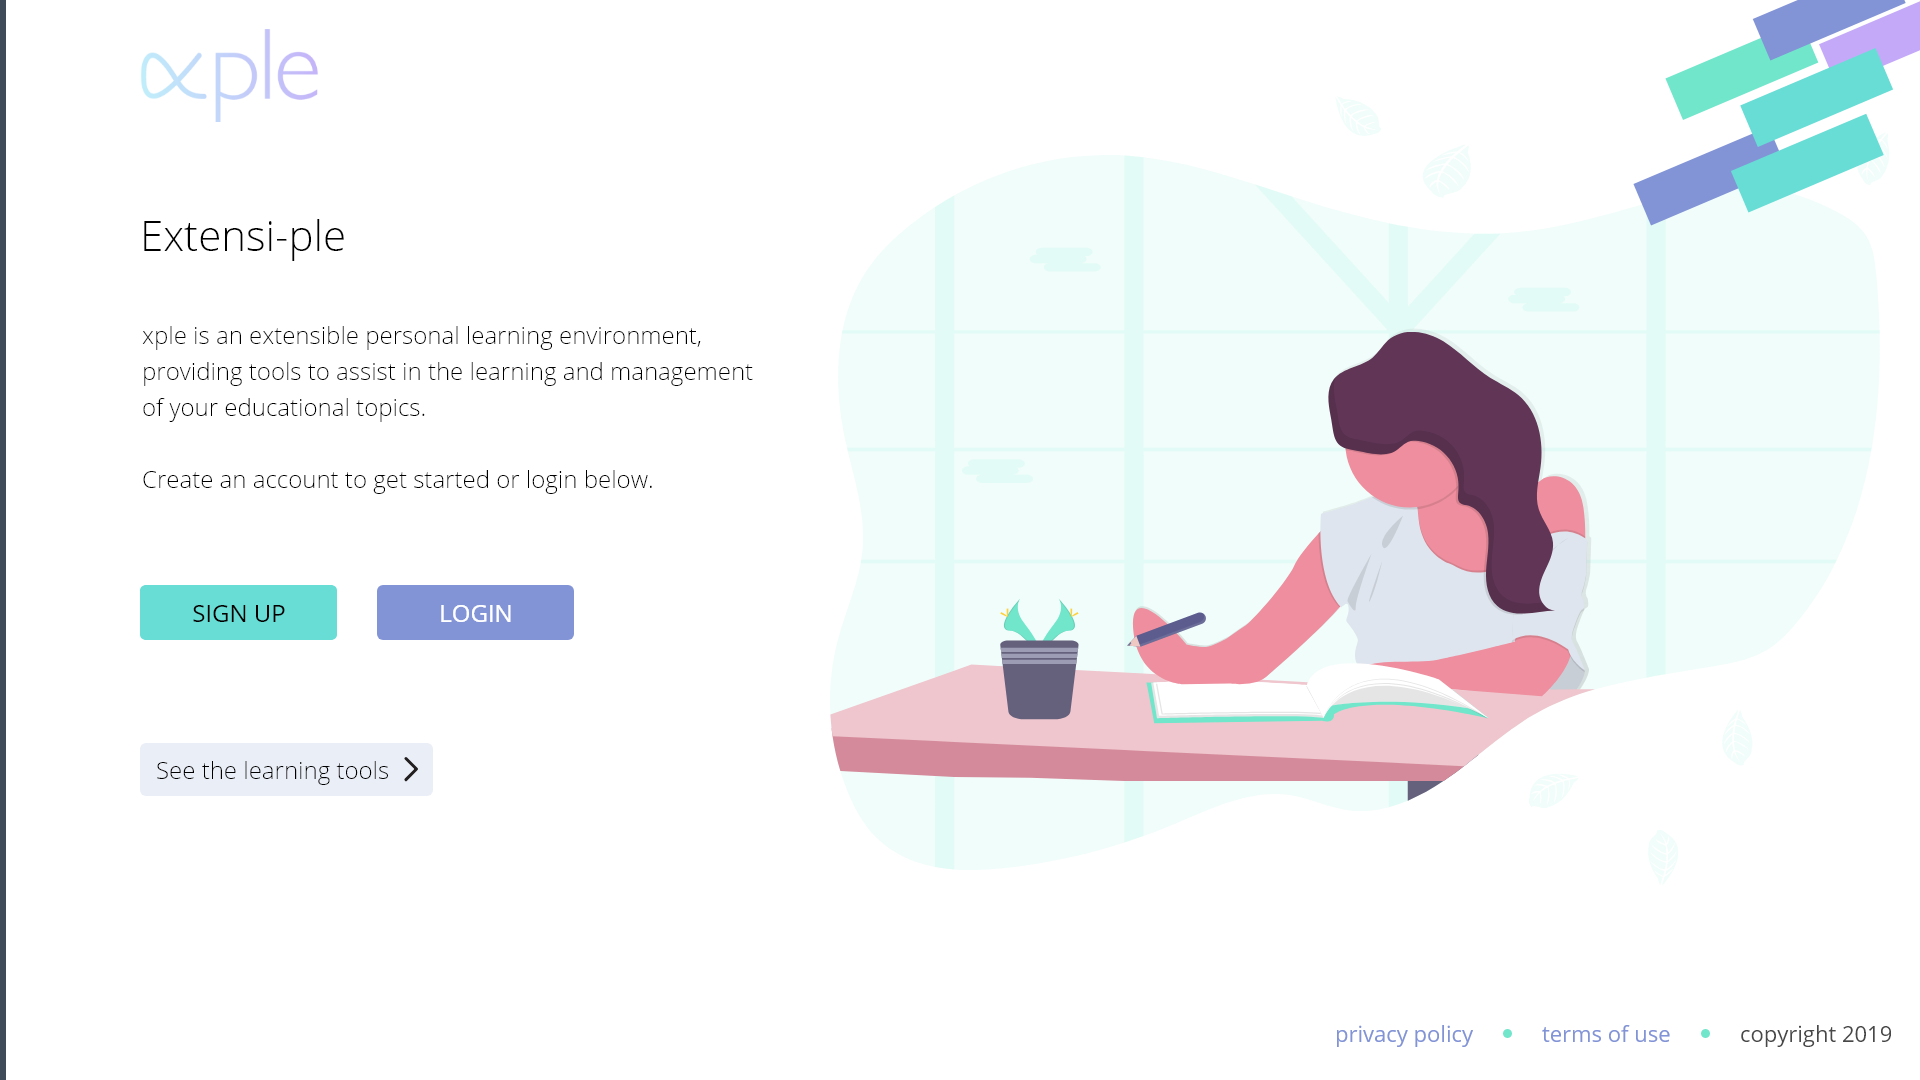 xple
Extensi-ple
xple is an extensible personal learning environment,
providing tools to assist in the learning and management
of your educational topics.
Create an account to get started or login below.
SIGN UP
LOGIN
See the learning tools
privacy policy
terms of use
copyright 2019